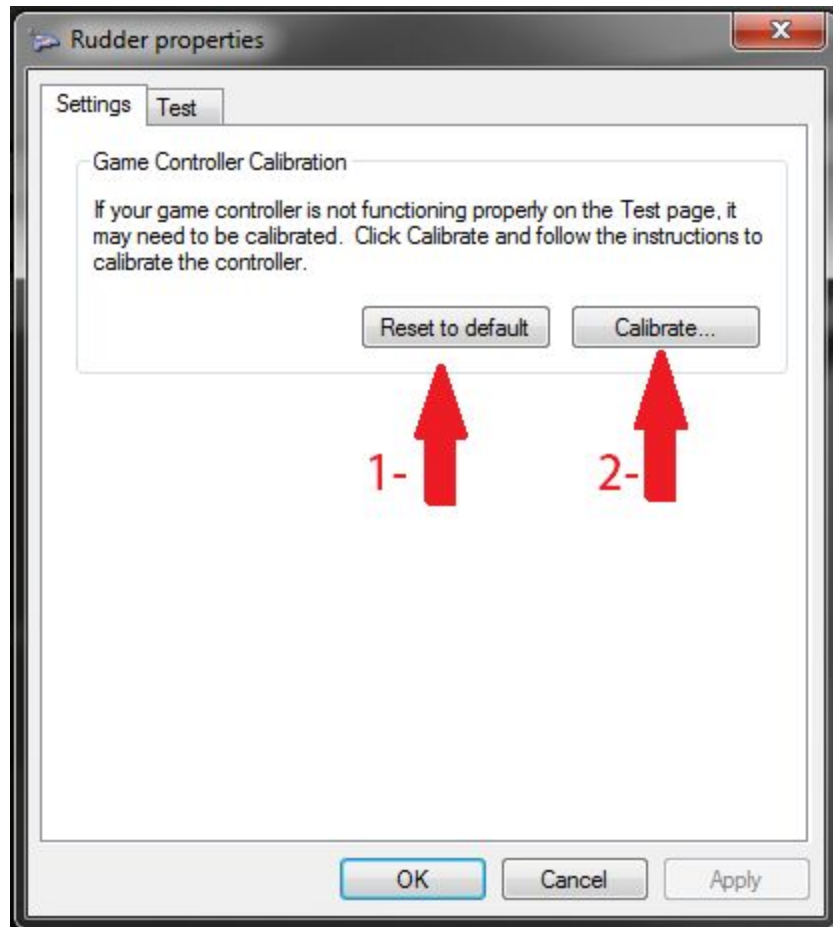 Rudder properties
Settings Test
Game Controller Calibration
If your game controller is not functioning properly on the Test page, it
may need to be calibrated. Click Calibrate and follow the instructions to
calibrate the controller.
Reset to default Calibrate...
1- 2-
OK Cancel Apply